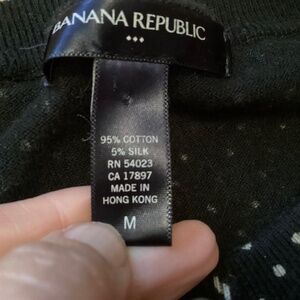 BANANA REPUBLIC
95% COTTON
5% SILK
RN 54023
CA 17897
MADE IN
HONG KONG
M